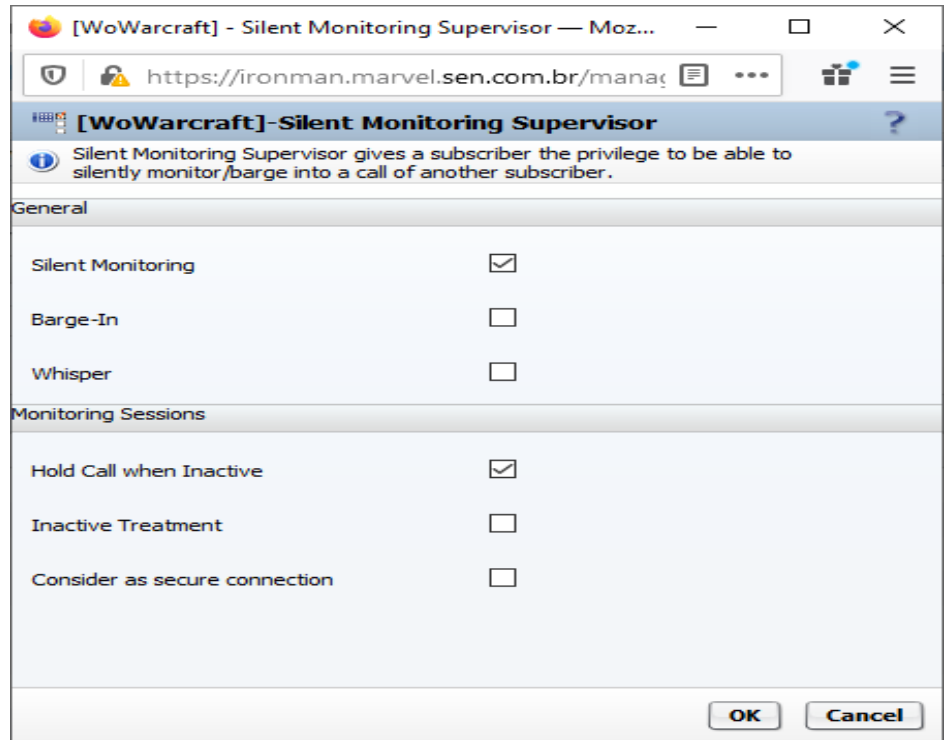 [WoWarcraft] - Silent Monitoring Supervisor — Moz...
https://ironman.marvel.sen.com.br/manag
[WoWarcraft]-Silent Monitoring Supervisor ?
Silent Monitoring Supervisor gives a subscriber the privilege to be able to
silently monitor/barge into a call of another subscriber.
General
Silent Monitoring
Barge-In
Whisper
Monitoring Sessions
Hold Call when Inactive
Inactive Treatment
Consider as secure connection
OK Cancel